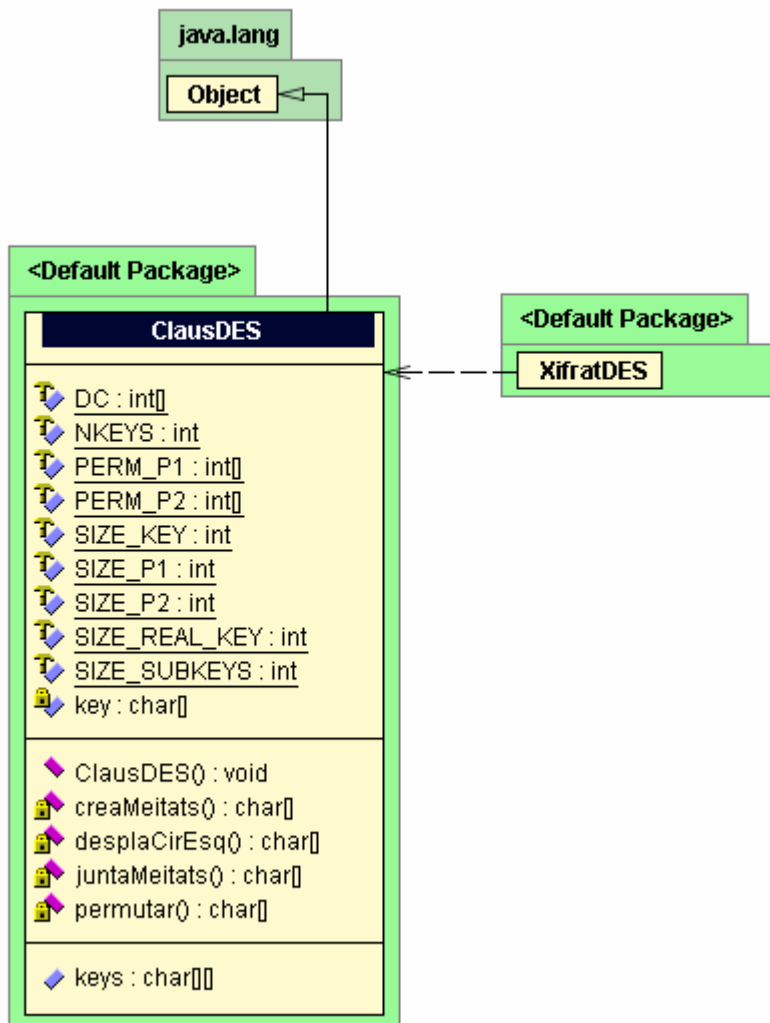 java.lang
Object
<Default Package>
ClausDES
<Default Package>
XifratDES
DC : int[]
NKEYS : int
PERM_P1 : int[]
PERM_P2 : int[]
SIZE_KEY : int
SIZE_P1 : int
SIZE_P2 : int
SIZE_REAL_KEY : int
SIZE_SUBKEYS : int
key : char[]
ClausDES() : void
creaMeitats() : char[]
desplaCirEsq() : char[]
juntaMeitats() : char[]
permutar() : char[]
keys : char[][]